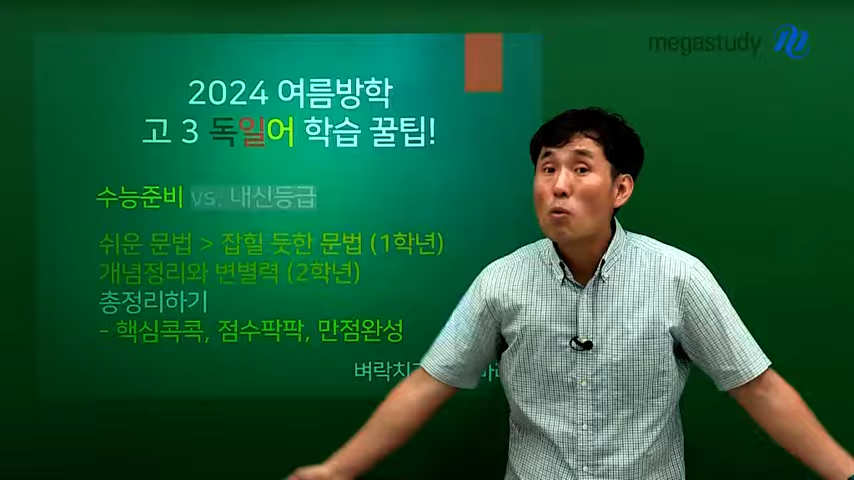 megastudy
2024 여름방학
고 3 독일어 학습 꿀팁!
수능준비 vs. 내신등급
쉬운 문법 > 잡힐 듯한 문법 (1학년)
개념정리와 변별력 (2학년)
총정리하기
- 핵심콕콕, 점수팍팍, 만점완성
벼락치